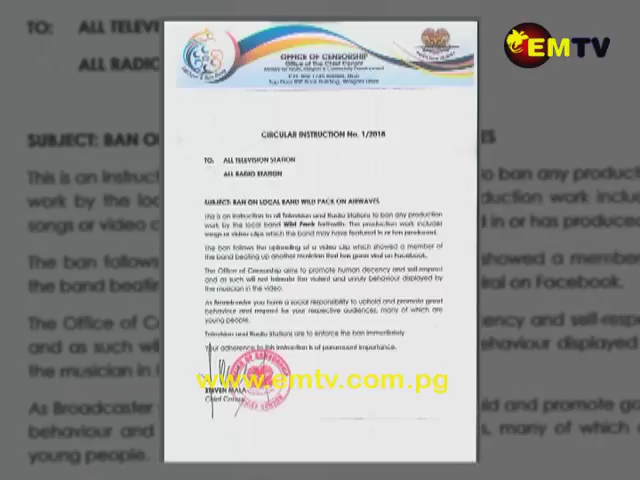 EMTV
OFFICE OF CENSORSHIP
Office of the Chief Censor
CIRCULAR INSTRUCTION No. 1/2018
TO: ALL TELEVISION STATION
ALL RADIO STATION
SUBJECT: BAN ON LOCAL BAND WILD PACK ON AIRWAVES
This is an instruction to all Television and Radio Stations to ban any production
work by the local band Wild Pack forthwith. The production work includes
songs or video clips which the band may have featured in or has produced.
The ban follows the uploading of a video clip which showed a member of
the band beating up another musician that has gone viral on Facebook.
The Office of Censorship aims to promote human decency and self-respect
and as such will not tolerate the violent and unruly behaviour displayed by
the musician in the video.
As Broadcaster you have a social responsibility to uphold and promote great
behaviour and respect for your respective audiences, many of which are
young people.
Television and Radio Stations are to enforce the ban immediately.
Your adherence to this instruction is of paramount importance.
www.emtv.com.pg
STEVEN MALA
Chief Censor